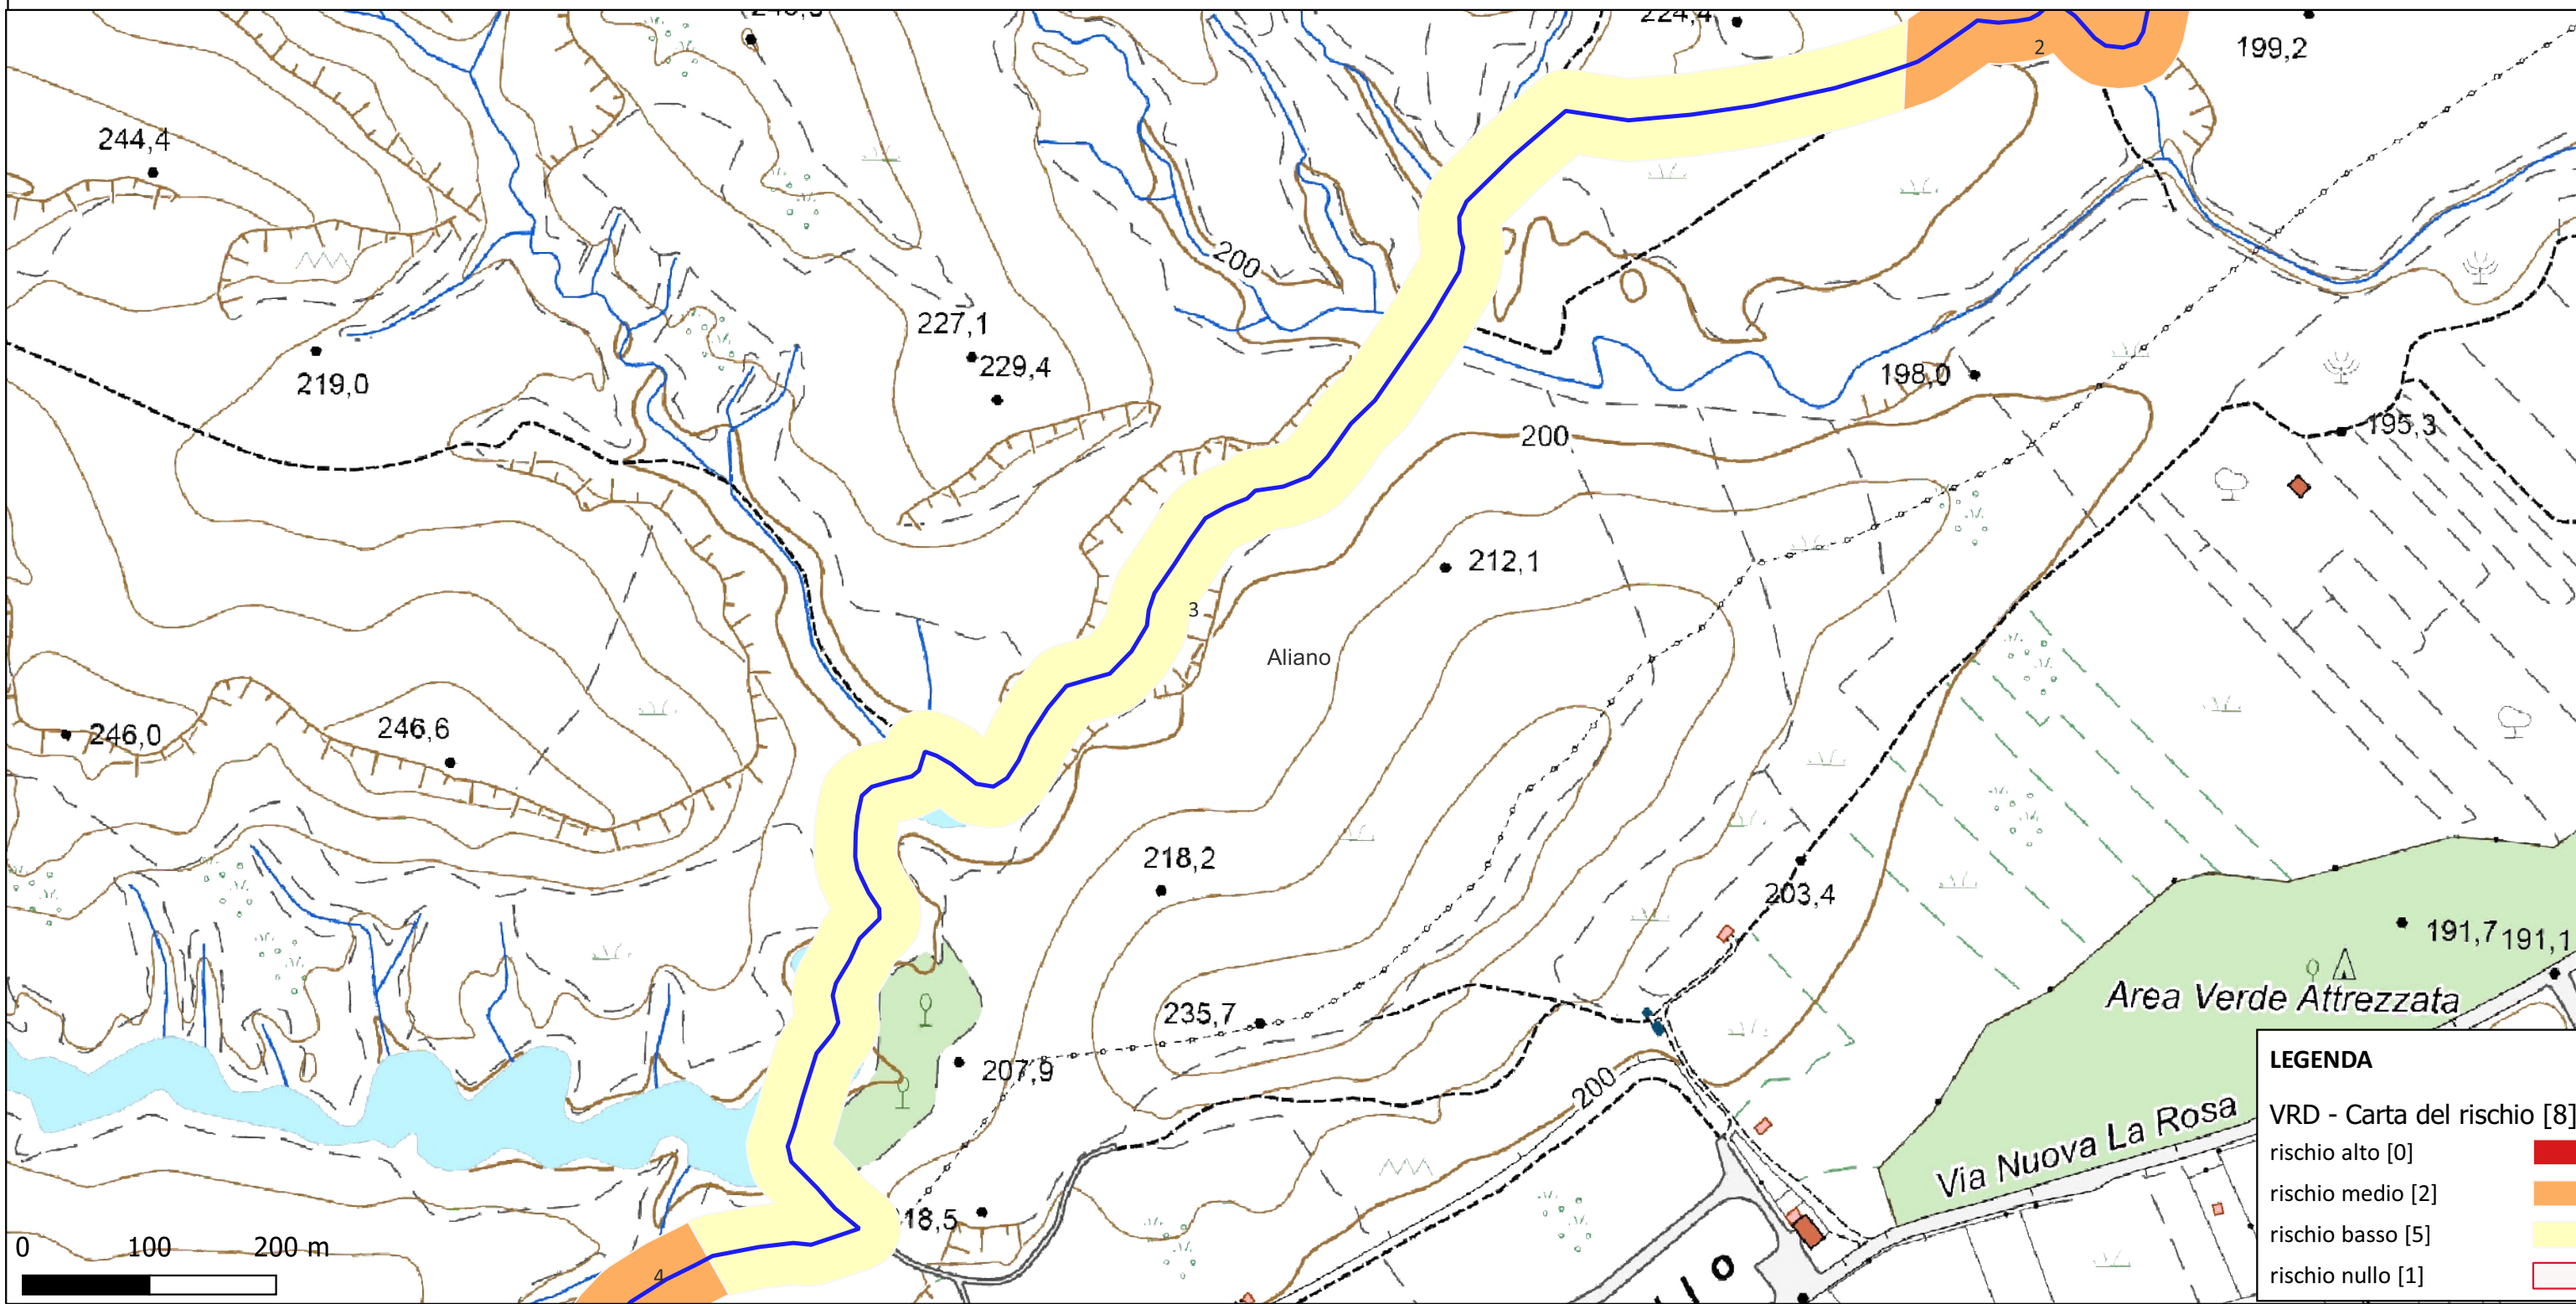 224,4
2
199,2
244,4
200
227,1
229,4
219,0
198,0
195,3
200
212,1
3
Aliano
246,0
246,6
218,2
203,4
191,7
191,1
Area Verde Attrezzata
235,7
207,9
200
Via Nuova La Rosa
18,5
4
0 100 200 m
LEGENDA
VRD - Carta del rischio [8]
rischio alto [0]
rischio medio [2]
rischio basso [5]
rischio nullo [1]